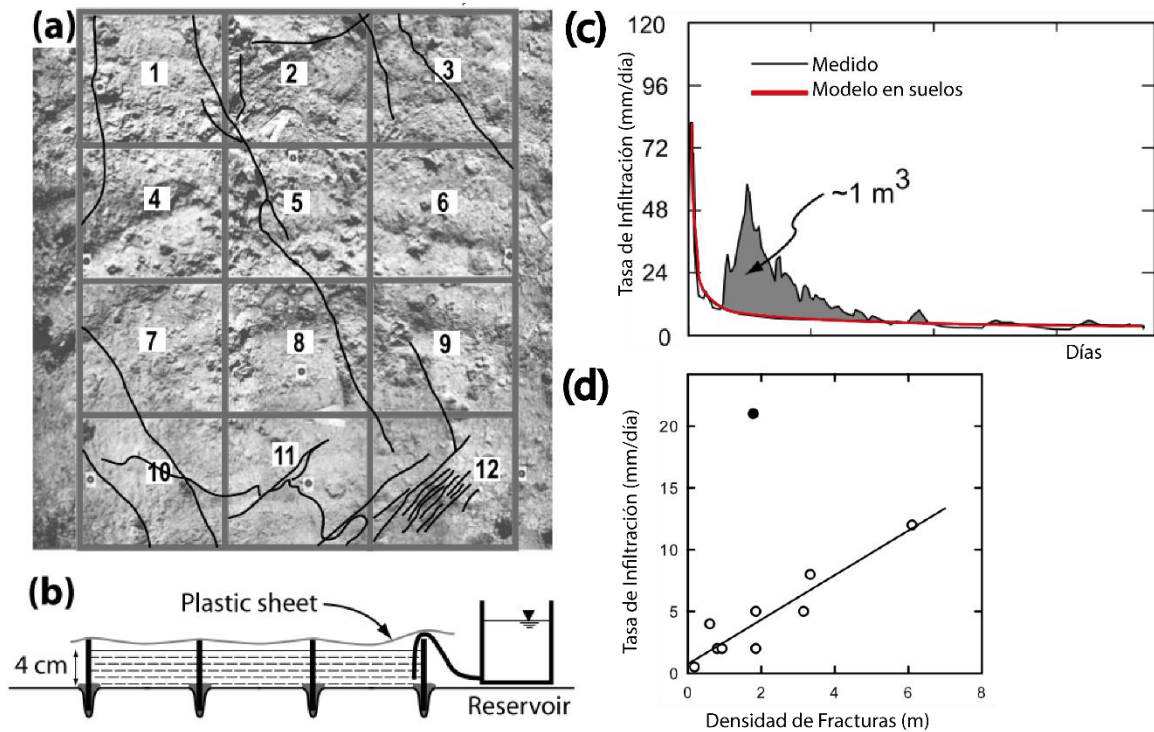 (a)
1
2
3
4
5
6
7
8
9
10
11
12
(b)
Plastic sheet
4 cm
Reservoir
(c)
120
96
72
48
24
0
Tasa de Infiltración (mm/día)
Medido
Modelo en suelos
~1 m³
Días
(d)
20
15
10
5
0
Tasa de Infiltración (mm/día)
0
2
4
6
8
Densidad de Fracturas (m)